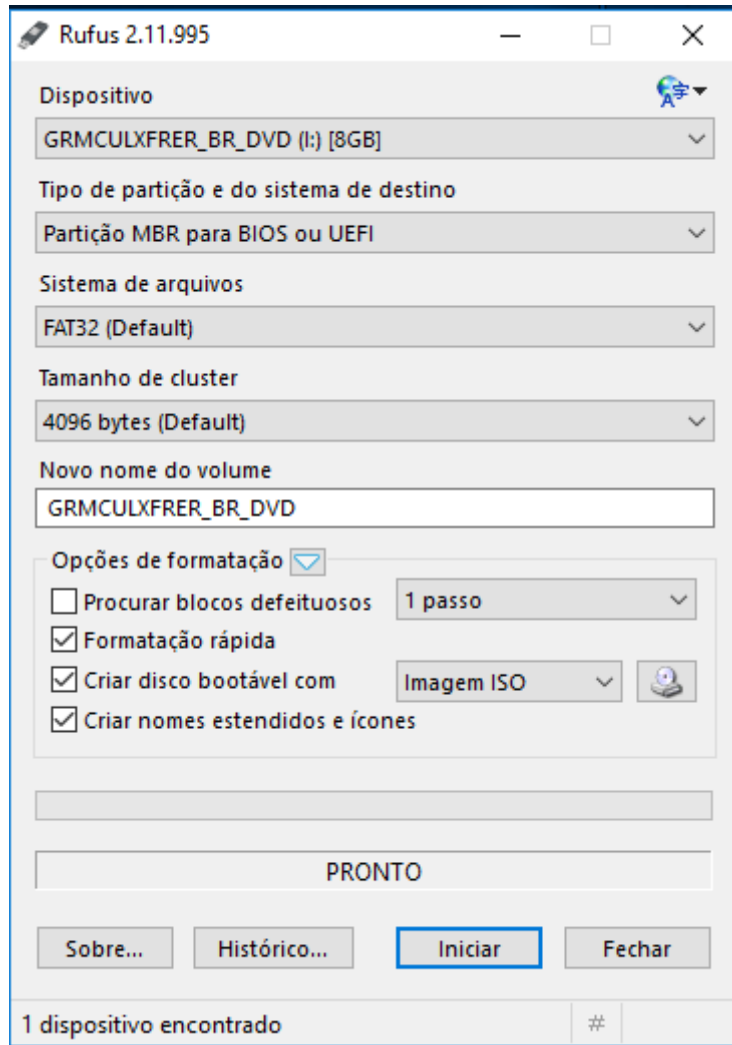 Rufus 2.11.995
Dispositivo
GRMCULXFRER_BR_DVD (I:) [8GB]
Tipo de partição e do sistema de destino
Partição MBR para BIOS ou UEFI
Sistema de arquivos
FAT32 (Default)
Tamanho de cluster
4096 bytes (Default)
Novo nome do volume
GRMCULXFRER_BR_DVD
Opções de formatação
Procurar blocos defeituosos 1 passo
Formatação rápida
Criar disco bootável com Imagem ISO
Criar nomes estendidos e ícones
PRONTO
Sobre... Histórico... Iniciar Fechar
1 dispositivo encontrado #